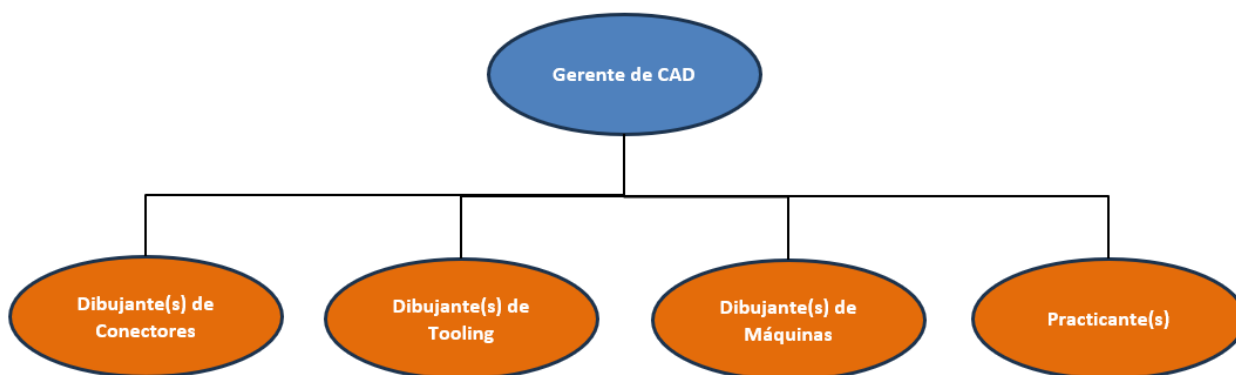 Gerente de CAD
Dibujante(s) de
Conectores
Dibujante(s) de
Tooling
Dibujante(s) de
Máquinas
Practicante(s)